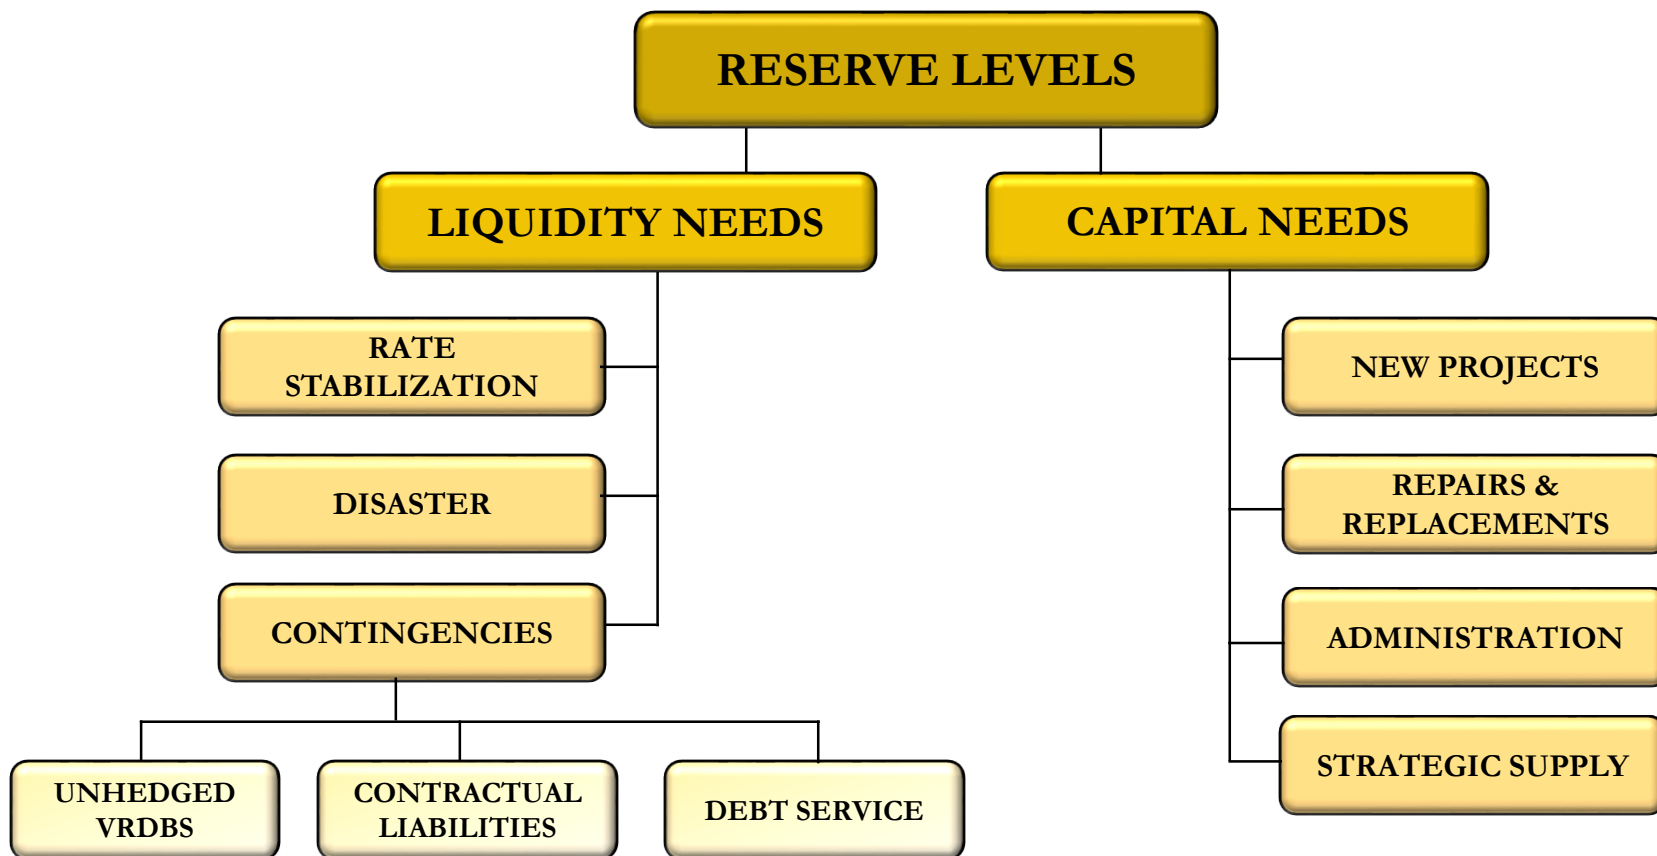 RESERVE LEVELS
LIQUIDITY NEEDS
CAPITAL NEEDS
RATE
STABILIZATION
NEW PROJECTS
DISASTER
REPAIRS &
REPLACEMENTS
CONTINGENCIES
ADMINISTRATION
STRATEGIC SUPPLY
UNHEDGED
VRDBS
CONTRACTUAL
LIABILITIES
DEBT SERVICE